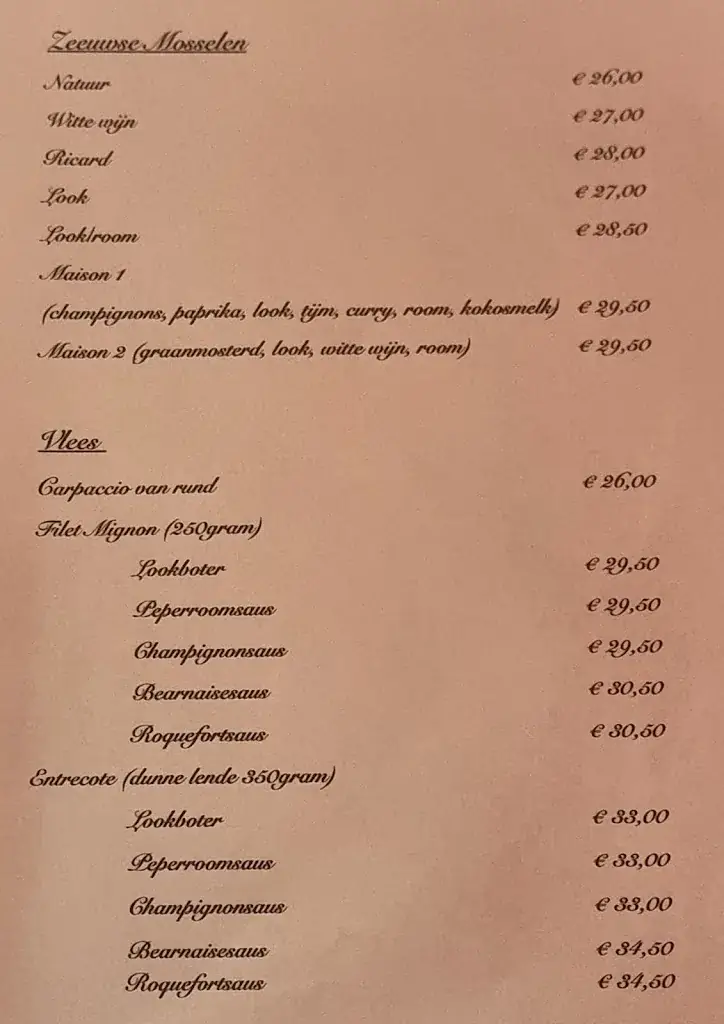 Zeeuwse Mosselen
Natuur € 26,00
Witte wijn € 27,00
Ricard € 28,00
Look € 27,00
Look/room € 28,50
Maison 1
(champignons, paprika, look, tijm, curry, room, kokosmelk) € 29,50
Maison 2 (graanmosterd, look, witte wijn, room) € 29,50
Vlees
Carpaccio van rund € 26,00
Filet Mignon (250gram)
Lookboter € 29,50
Peperroomsaus € 29,50
Champignonsaus € 29,50
Bearnaisesaus € 30,50
Roquefortsaus € 30,50
Entrecote (dunne lende 350gram)
Lookboter € 33,00
Peperroomsaus € 33,00
Champignonsaus € 33,00
Bearnaisesaus € 34,50
Roquefortsaus € 34,50